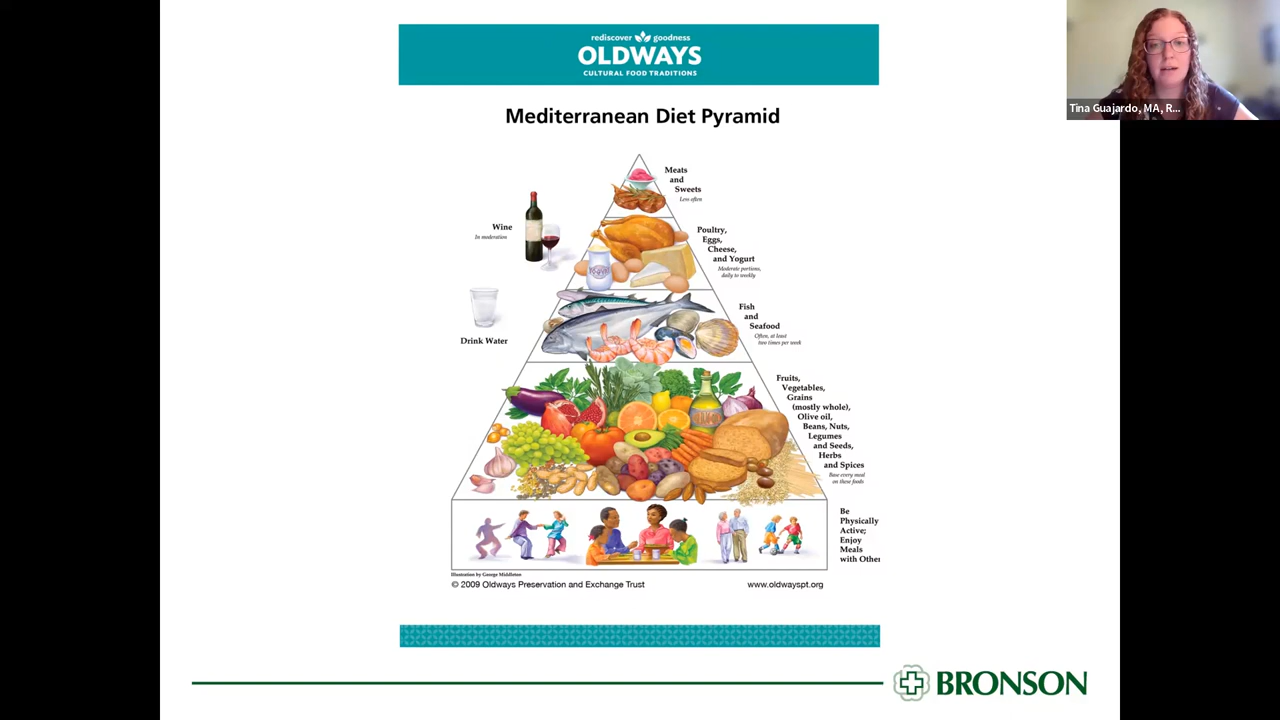 rediscover goodness
OLDWAYS
CULTURAL FOOD TRADITIONS
Tina Guajardo, MA, R...
Mediterranean Diet Pyramid
Meats
and
Sweets
Less often
Wine
In moderation
Poultry,
Eggs,
Cheese,
and Yogurt
Moderate portions,
daily to weekly
Drink Water
Fish
and
Seafood
Often, at least
two times per week
Fruits,
Vegetables,
Grains
(mostly whole),
Olive oil,
Beans, Nuts,
Legumes
and Seeds,
Herbs
and Spices
Base every meal
on these foods
Be
Physically
Active;
Enjoy
Meals
with Other
Illustration by George Middleton
© 2009 Oldways Preservation and Exchange Trust
www.oldwayspt.org
BRONSON